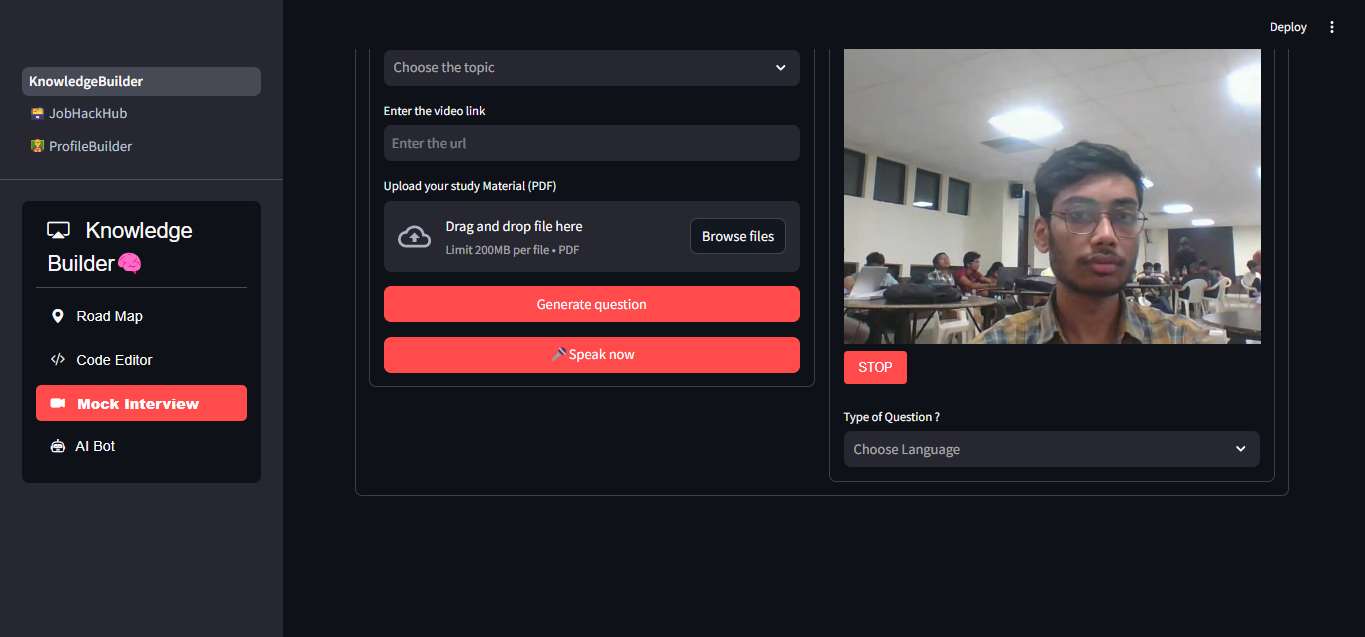 Deploy
KnowledgeBuilder
JobHackHub
ProfileBuilder
Knowledge
Builder
Road Map
Code Editor
Mock Interview
AI Bot
Choose the topic
Enter the video link
Enter the url
Upload your study Material (PDF)
Drag and drop file here
Limit 200MB per file • PDF
Browse files
Generate question
Speak now
STOP
Type of Question ?
Choose Language